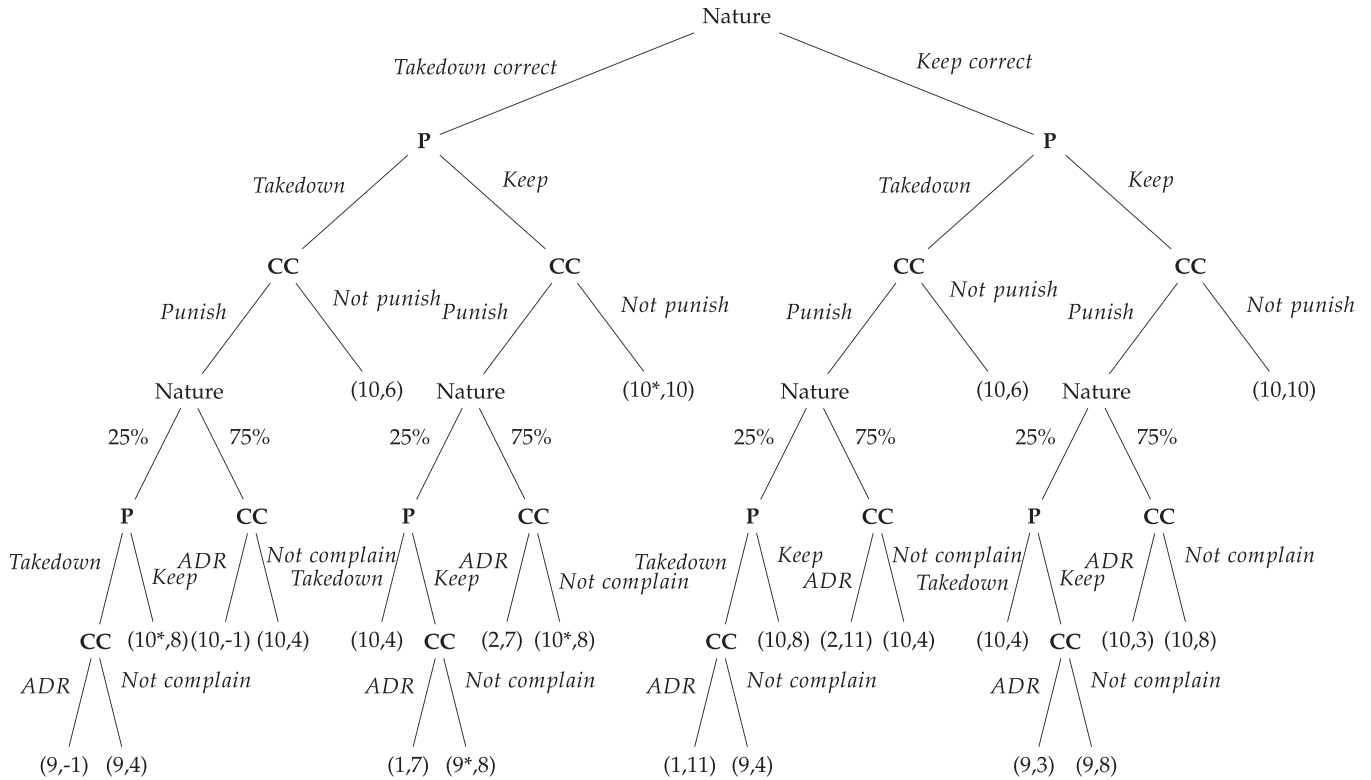 Nature
Takedown correct
Keep correct
P P
Takedown Keep Takedown Keep
CC CC CC CC
Punish Not punish Punish Not punish Punish Not punish Punish Not punish
Nature (10,6) Nature (10*,10) Nature (10,6) Nature (10,10)
25% 75% 25% 75% 25% 75% 25% 75%
P CC P CC P CC P CC
Takedown Keep ADR Not complain Takedown Keep ADR Not complain Takedown Keep ADR Not complain Takedown Keep ADR Not complain
CC (10*,8) (10,-1) (10,4) (10,4) CC (2,7) (10*,8) CC (10,8) (2,11) (10,4) (10,4) CC (10,3) (10,8)
ADR Not complain ADR Not complain ADR Not complain ADR Not complain
(9,-1) (9,4) (1,7) (9*,8) (1,11) (9,4) (9,3) (9,8)